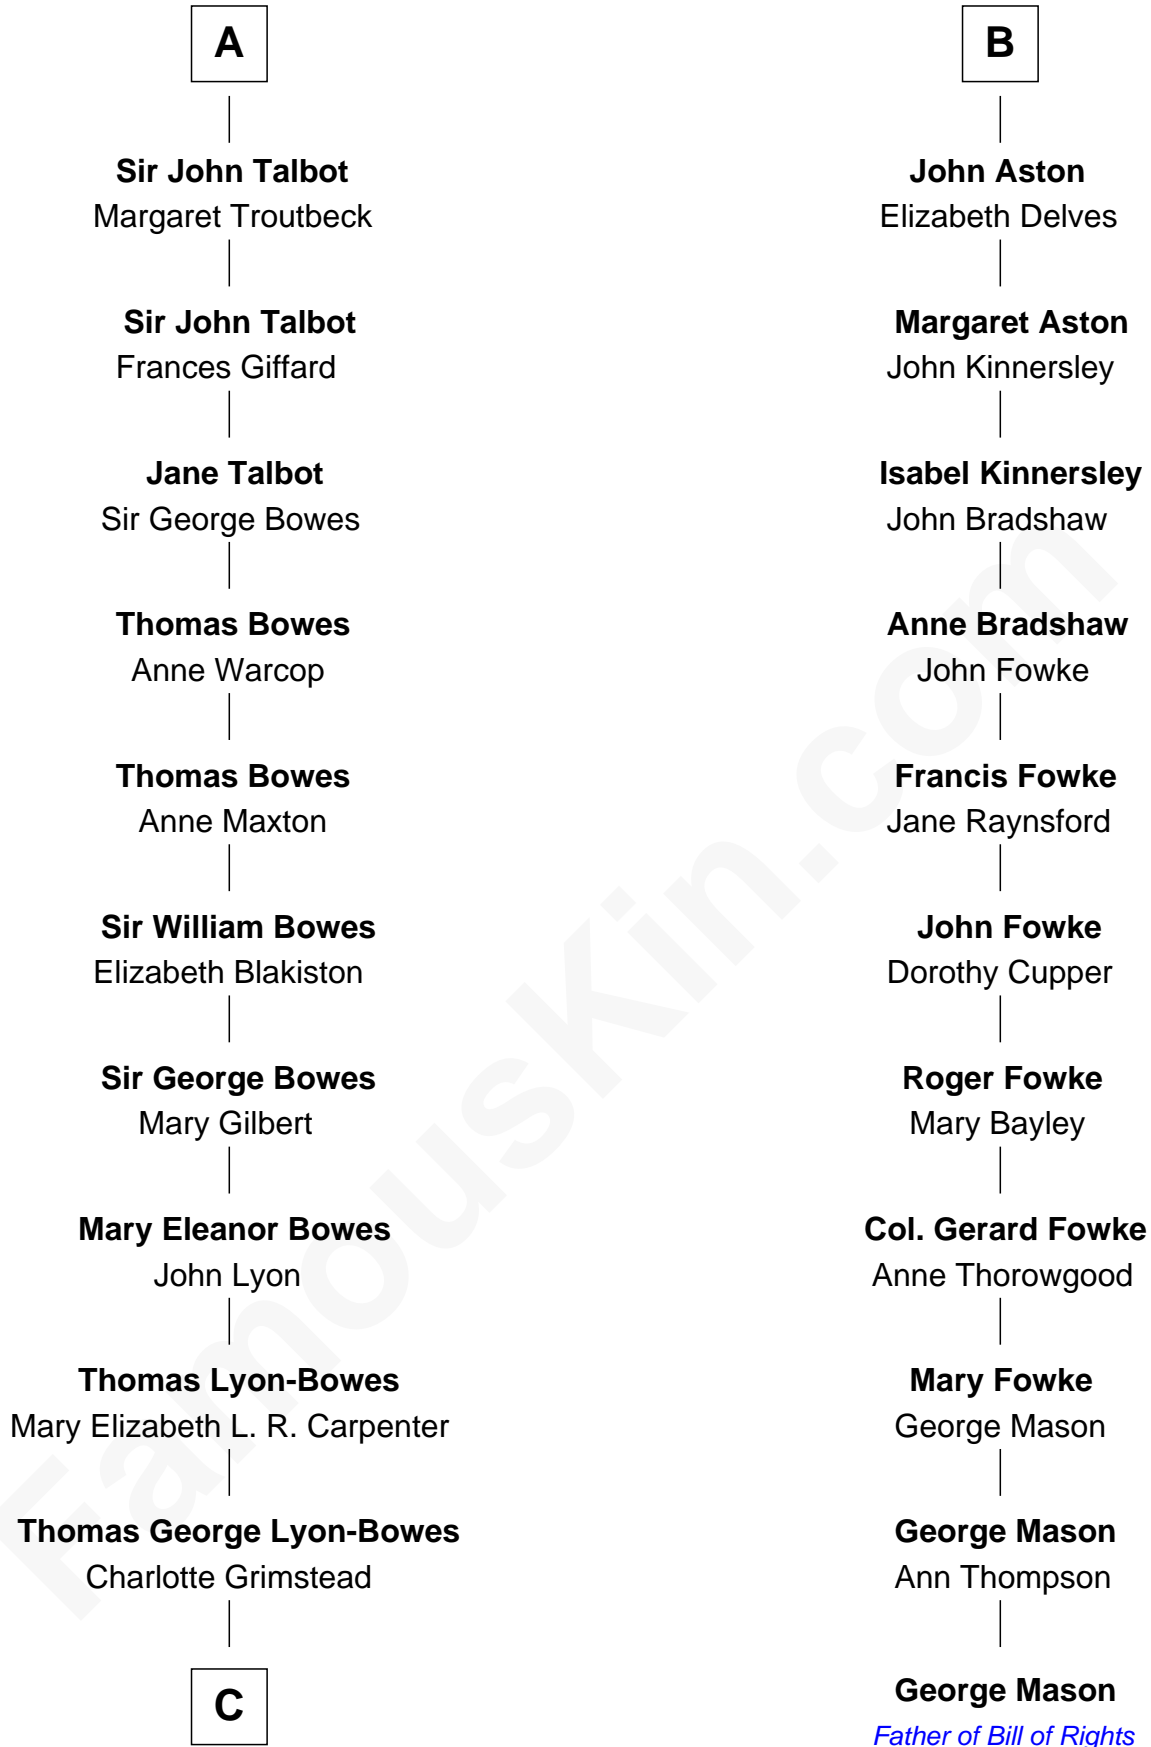 A
Sir John Talbot
Margaret Troutbeck
Sir John Talbot
Frances Giffard
Jane Talbot
Sir George Bowes
Thomas Bowes
Anne Warcop
Thomas Bowes
Anne Maxton
Sir William Bowes
Elizabeth Blakiston
Sir George Bowes
Mary Gilbert
Mary Eleanor Bowes
John Lyon
Thomas Lyon-Bowes
Mary Elizabeth L. R. Carpenter
Thomas George Lyon-Bowes
Charlotte Grimstead
C
B
John Aston
Elizabeth Delves
Margaret Aston
John Kinnersley
Isabel Kinnersley
John Bradshaw
Anne Bradshaw
John Fowke
Francis Fowke
Jane Raynsford
John Fowke
Dorothy Cupper
Roger Fowke
Mary Bayley
Col. Gerard Fowke
Anne Thorowgood
Mary Fowke
George Mason
George Mason
Ann Thompson
George Mason
Father of Bill of Rights
FamousKin.com